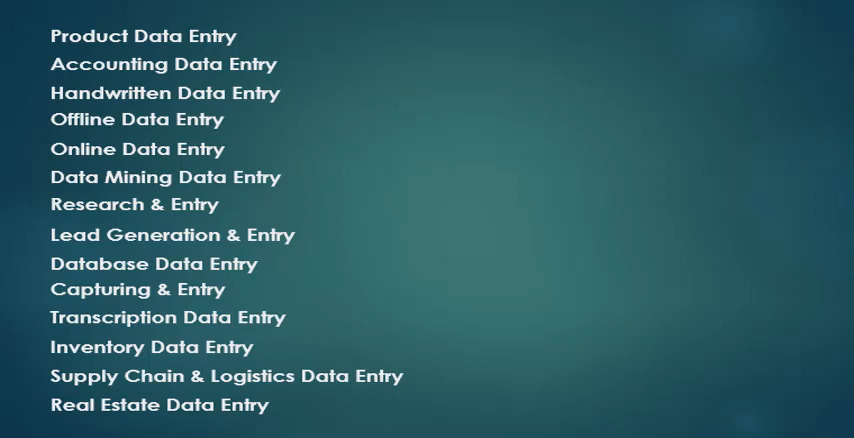 Product Data Entry
Accounting Data Entry
Handwritten Data Entry
Offline Data Entry
Online Data Entry
Data Mining Data Entry
Research & Entry
Lead Generation & Entry
Database Data Entry
Capturing & Entry
Transcription Data Entry
Inventory Data Entry
Supply Chain & Logistics Data Entry
Real Estate Data Entry